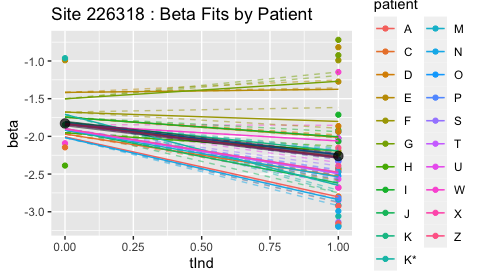 Site 226318 : Beta Fits by Patient
patient
beta
-1.0
-1.5
-2.0
-2.5
-3.0
0.00
0.25
0.50
0.75
1.00
tInd
A
C
D
E
F
G
H
I
J
K
K*
M
N
O
P
S
T
U
W
X
Z